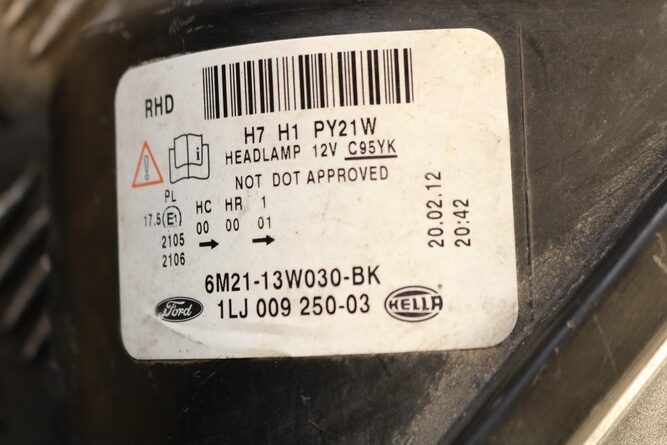 RHD
H7 H1 PY21W
HEADLAMP 12V C95YK
NOT DOT APPROVED
i
PL
17.5 E1 HC HR 1
00 00 01
2105
2106
20.02.12
20:42
6M21-13W030-BK
Ford 1LJ 009 250-03 HELLA